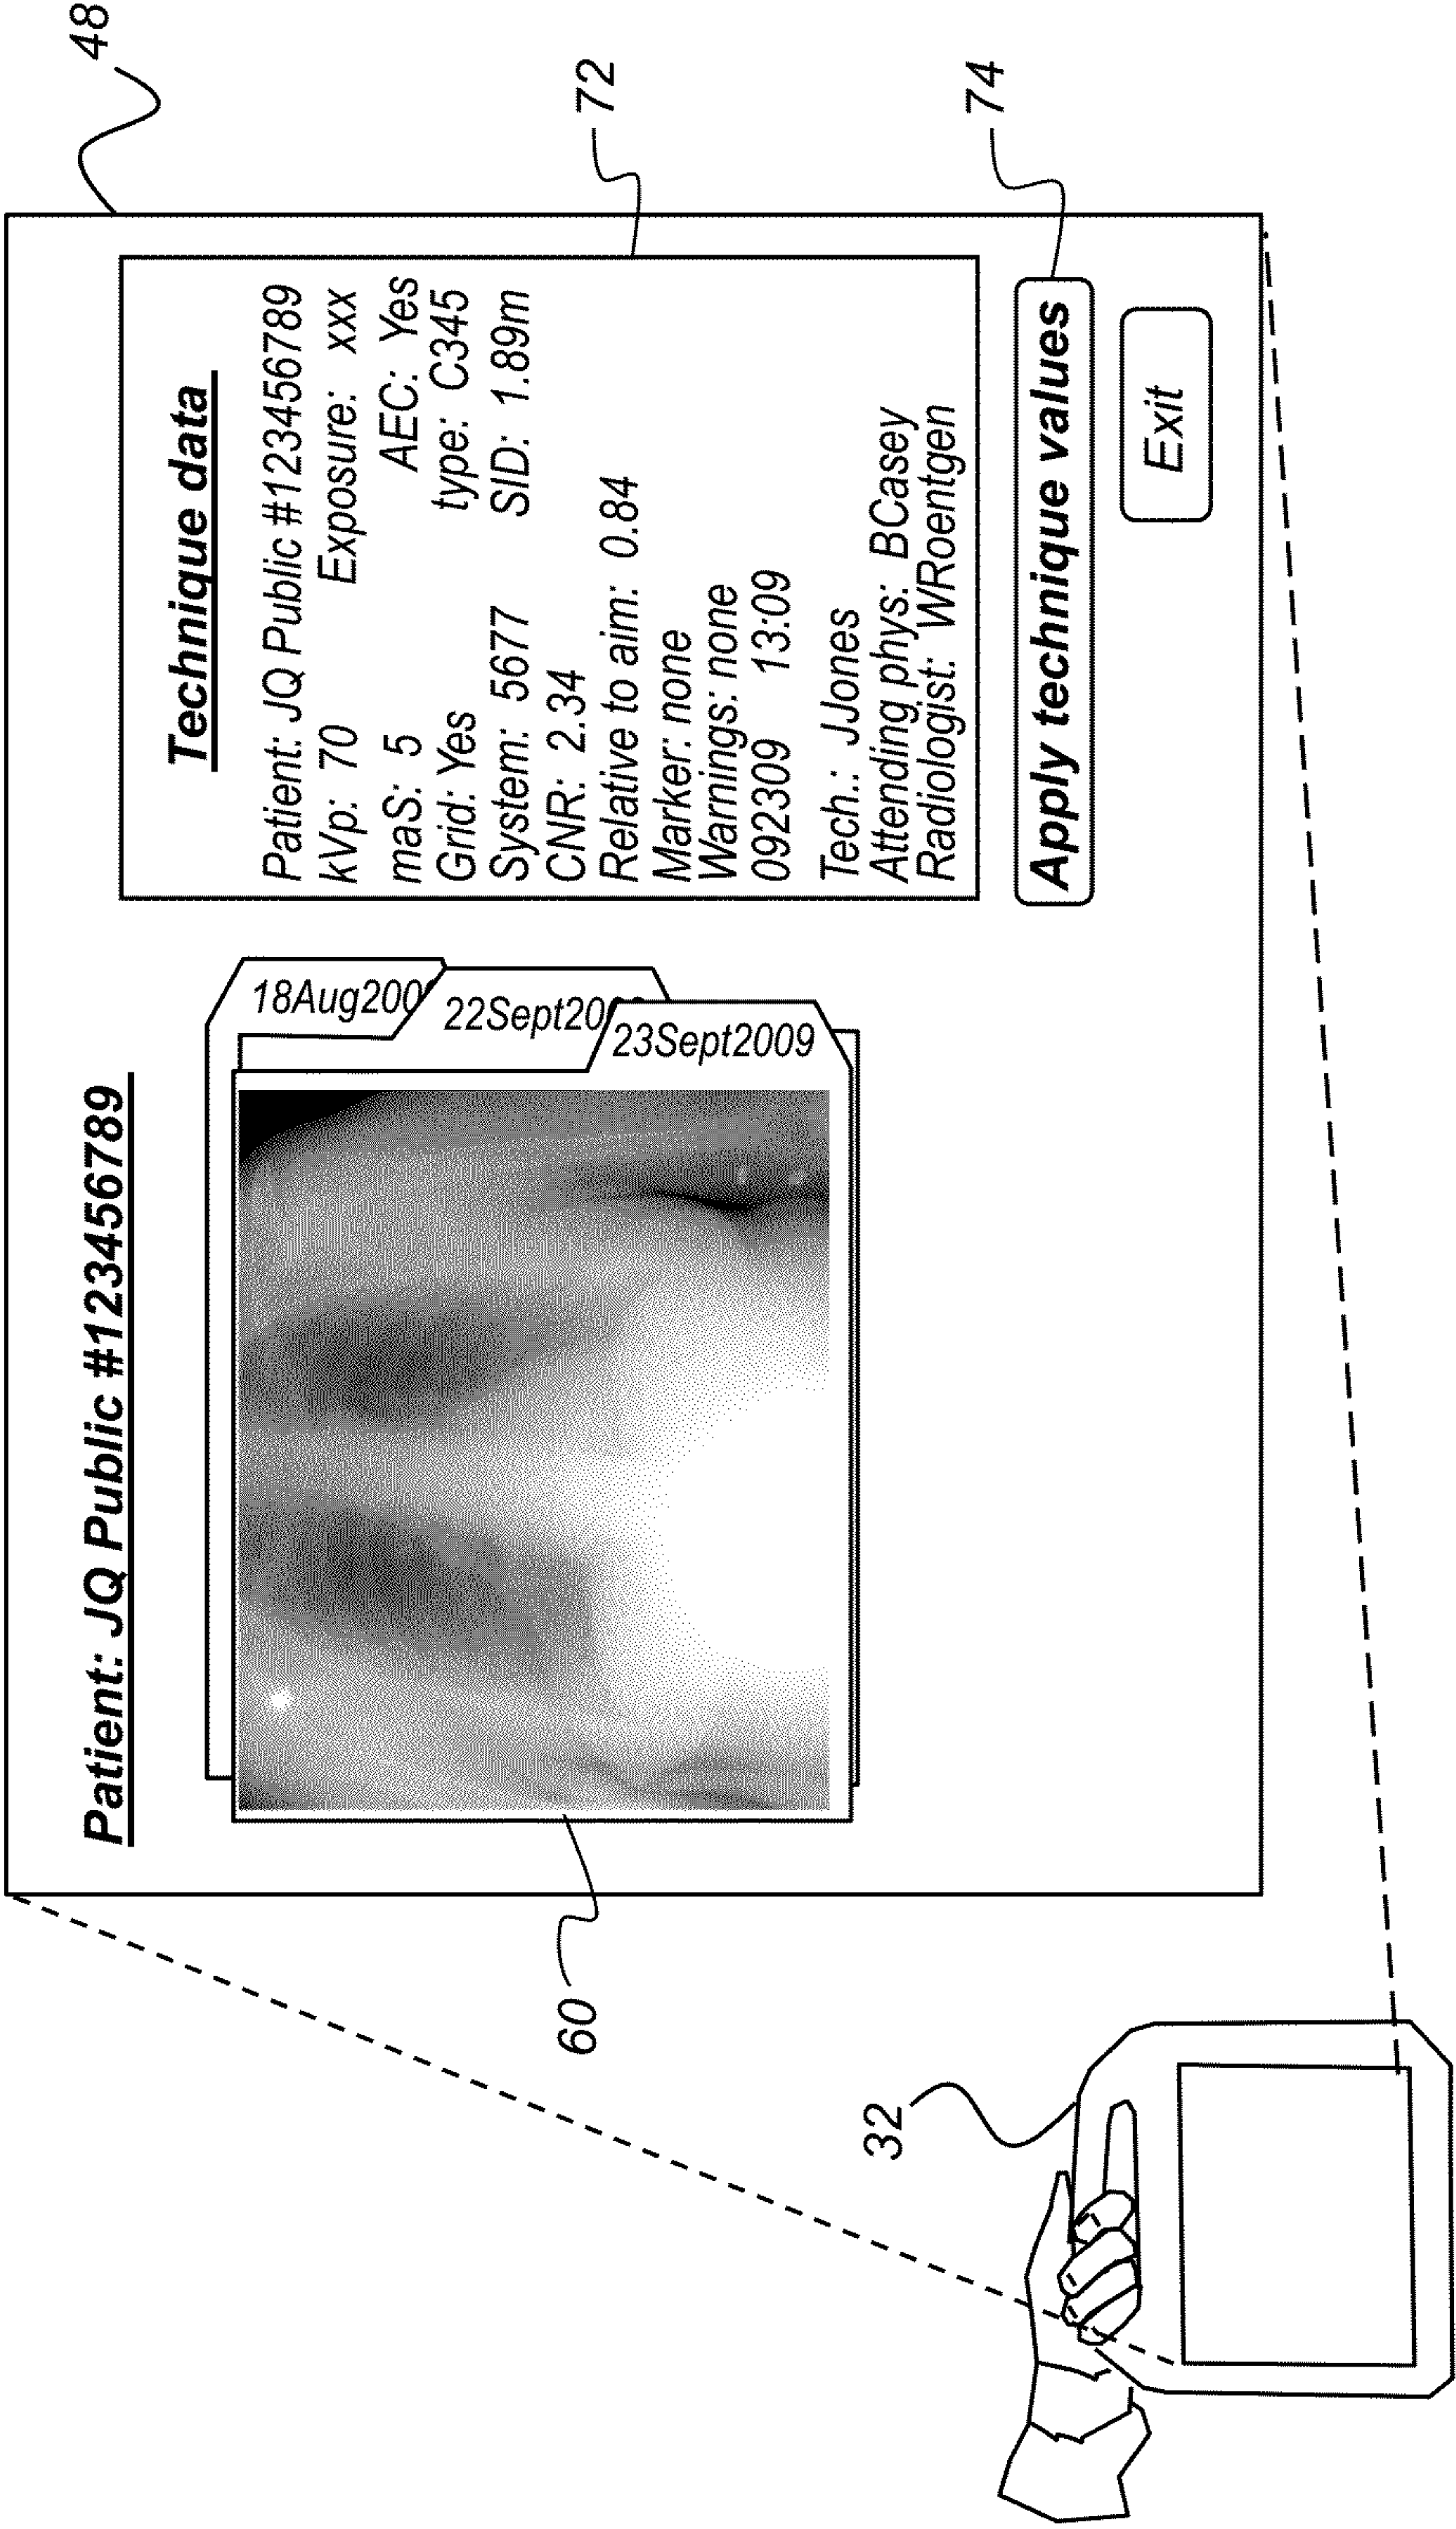 48
Patient: JQ Public #123456789
Technique data
Patient: JQ Public #123456789
kVp: 70 Exposure: xxx
maS: 5 AEC: Yes
Grid: Yes type: C345
System: 5677 SID: 1.89m
CNR: 2.34
Relative to aim: 0.84
Marker: none
Warnings: none
092309 13:09
Tech.: JJones
Attending phys: BCasey
Radiologist: WRoentgen
72
18Aug200
22Sept20
23Sept2009
60
Apply technique values
74
Exit
32